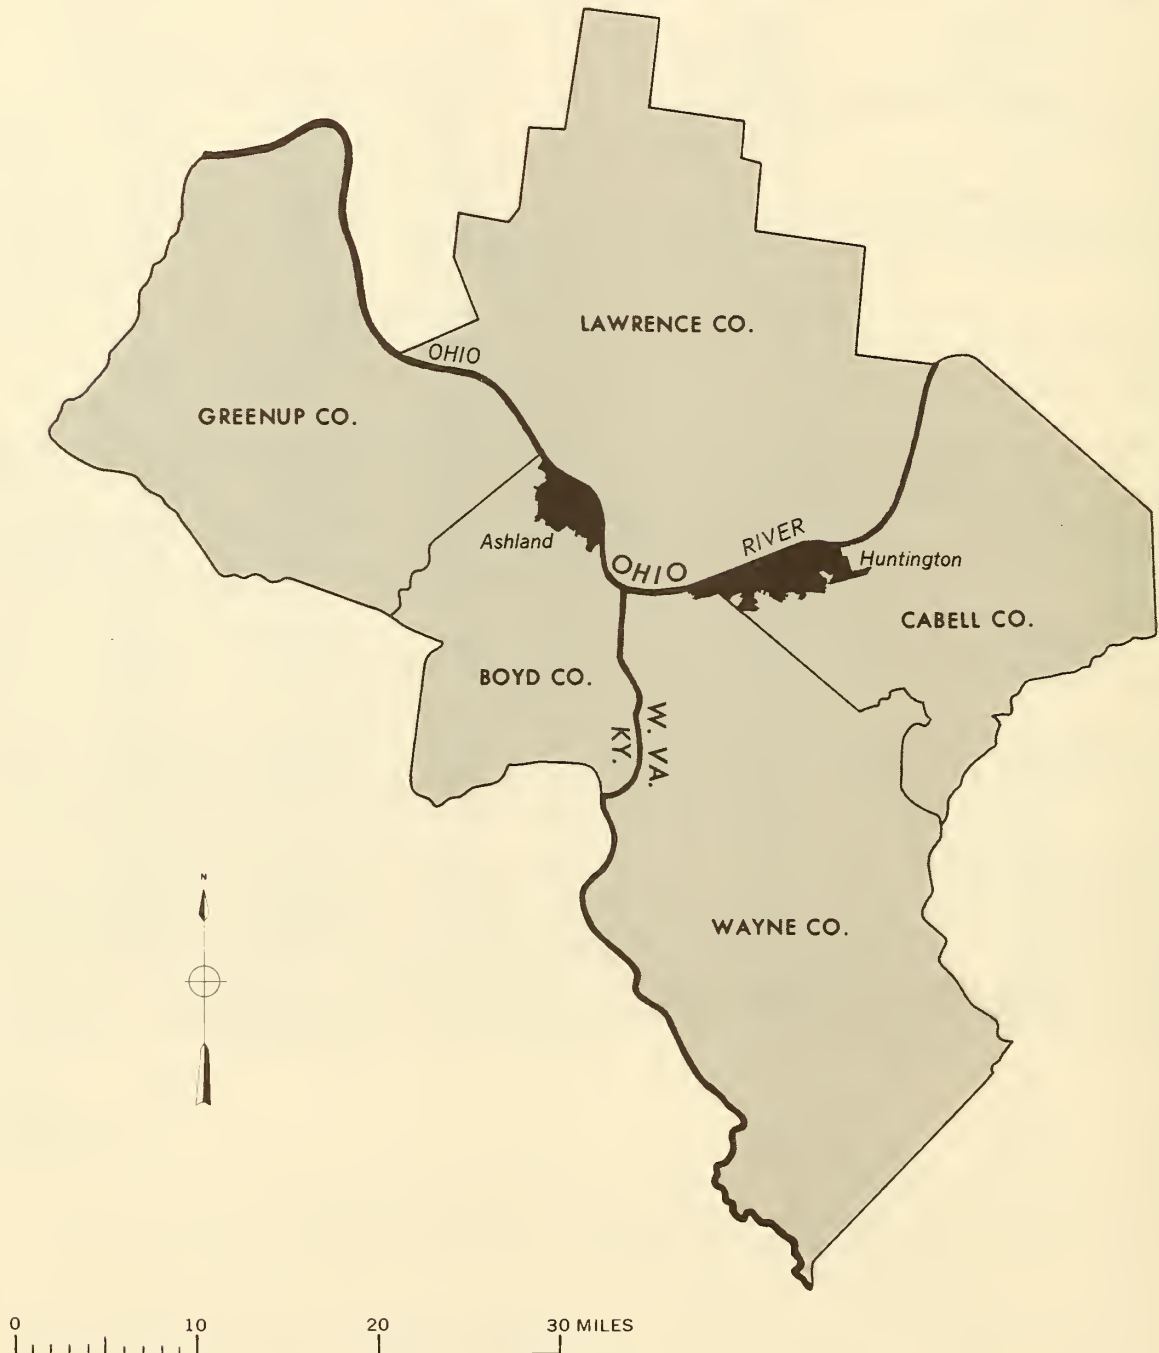 LAWRENCE CO.
OHIO
GREENUP CO.
RIVER
Ashland
Huntington
OHIO
CABELL CO.
BOYD CO.
W. VA.
KY.
N
WAYNE CO.
0 10 20 30 MILES